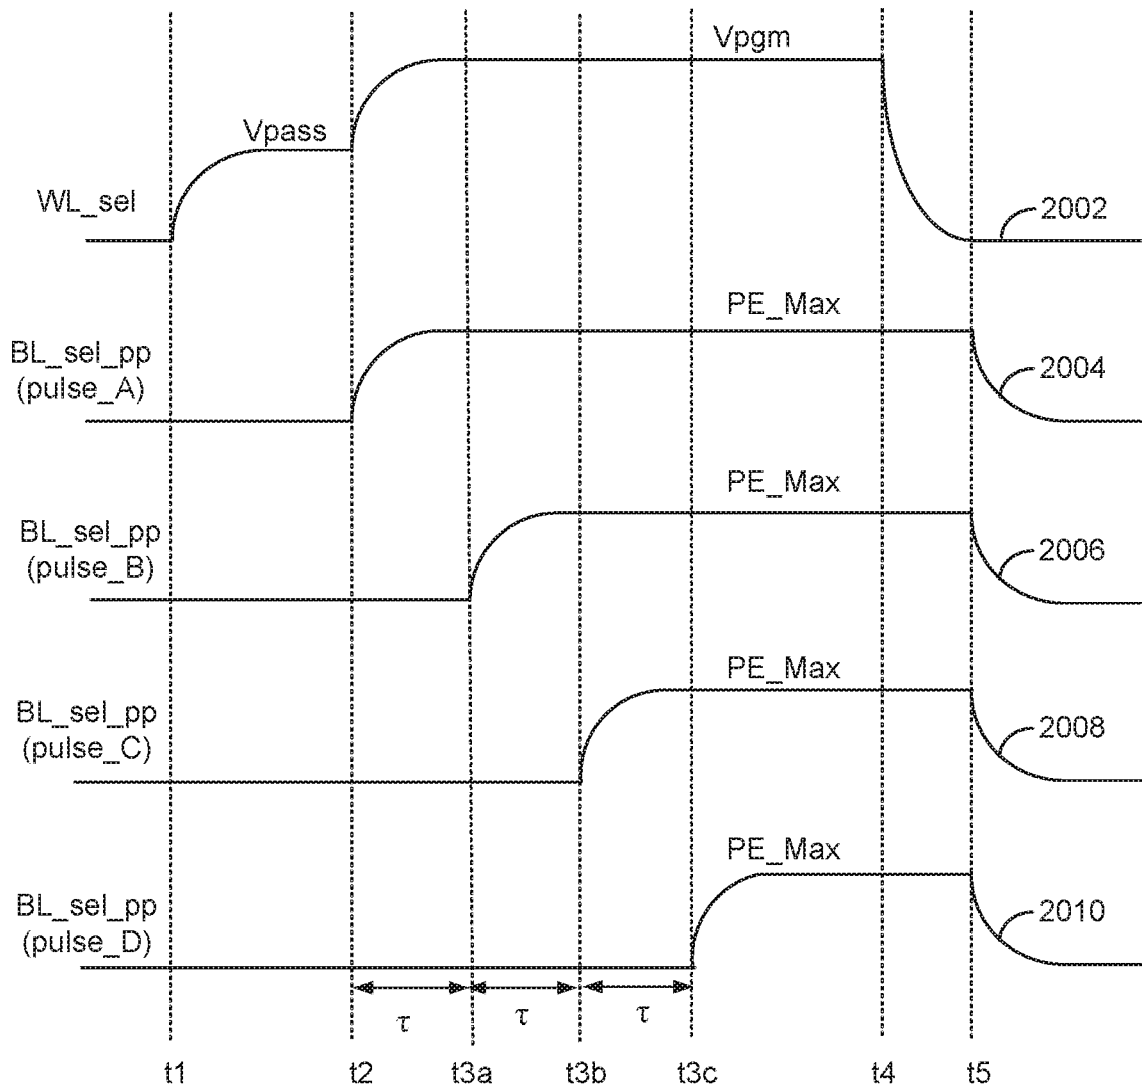 Vpgm
Vpass
WL_sel
2002
PE_Max
BL_sel_pp
(pulse_A)
2004
PE_Max
BL_sel_pp
(pulse_B)
2006
PE_Max
BL_sel_pp
(pulse_C)
2008
PE_Max
BL_sel_pp
(pulse_D)
2010
τ τ τ
t1 t2 t3a t3b t3c t4 t5